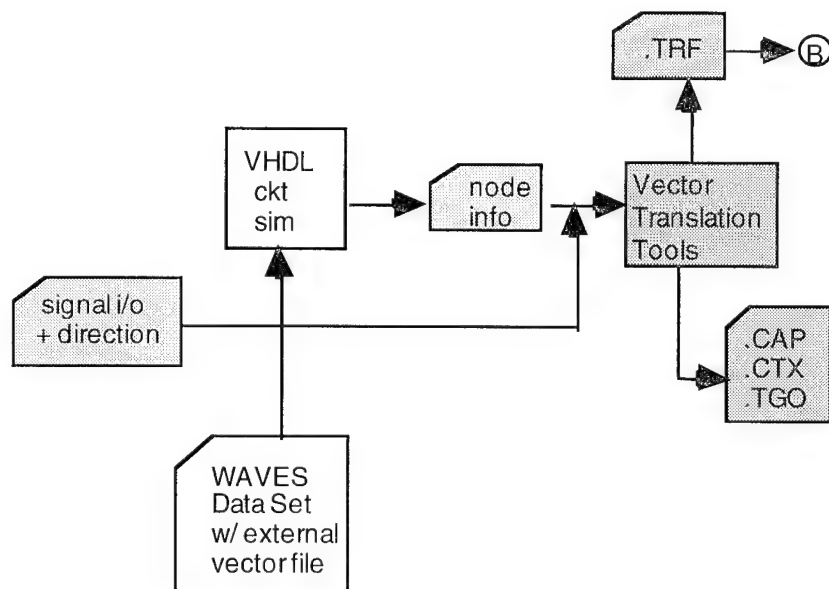 .TRF
B
VHDL
ckt
sim
node
info
Vector
Translation
Tools
signal i/o
+ direction
.CAP
.CTX
.TGO
WAVES
Data Set
w/ external
vector file